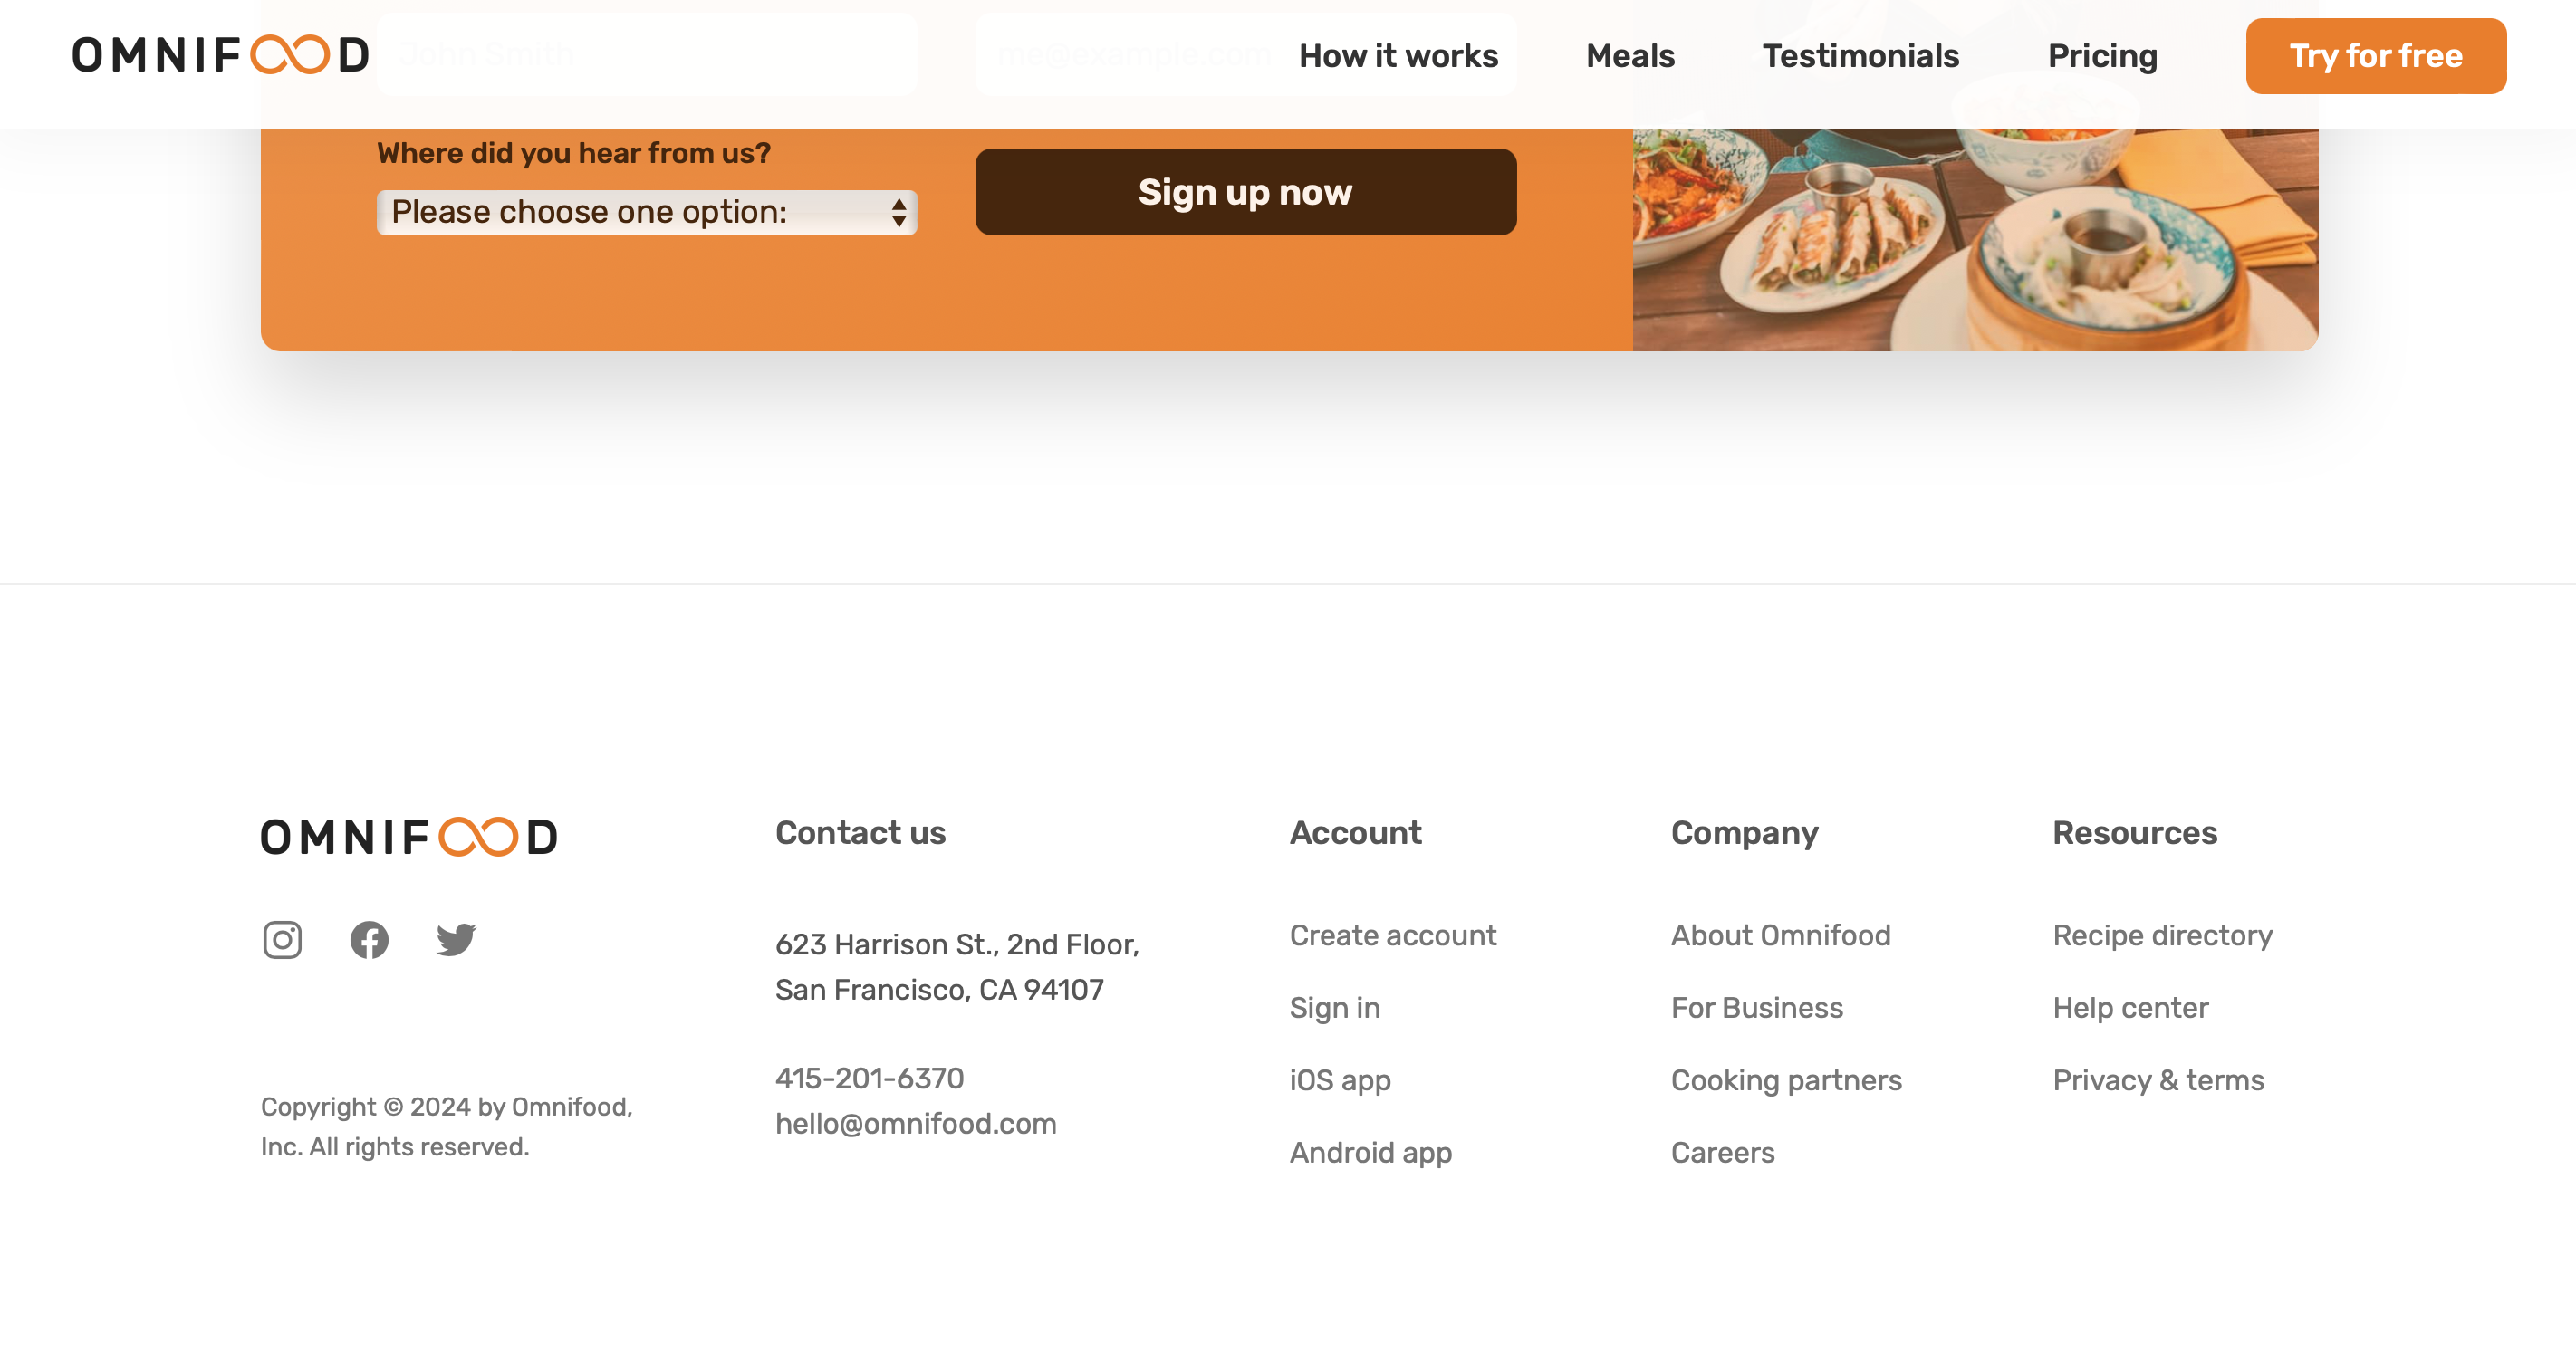 OMNIFOOD
How it works
Meals
Testimonials
Pricing
Try for free
John Smith
me@example.com
Where did you hear from us?
Please choose one option:
Sign up now
OMNIFOOD
Copyright © 2024 by Omnifood,
Inc. All rights reserved.
Contact us
623 Harrison St., 2nd Floor,
San Francisco, CA 94107
415-201-6370
hello@omnifood.com
Account
Create account
Sign in
iOS app
Android app
Company
About Omnifood
For Business
Cooking partners
Careers
Resources
Recipe directory
Help center
Privacy & terms